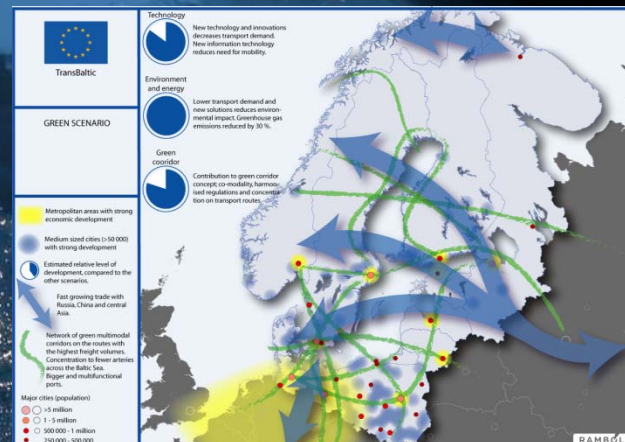 TransBaltic
GREEN SCENARIO
Technology
New technology and innovations
decreases transport demand.
New information technology
reduces need for mobility.
Environment
and energy
Lower transport demand and
new solutions reduces environ-
mental impact. Greenhouse gas
emissions reduced by 30 %.
Green
cooridor
Contribution to green corridor
concept; co-modality, harmon-
ised regulations and concentra-
tion on transport routes.
Metropolitan areas with strong
economic development
Medium sized cities (>50 000)
with strong development
Estimated relative level of
development, compared to the
other scenarios.
Fast growing trade with
Russia, China and central
Asia.
Network of green multimodal
corridors on the routes with
the highest freight volumes.
Concentration to fewer arteries
across the Baltic Sea.
Bigger and multifunctional
ports.
Major cities (population)
>5 million
1 - 5 million
500 000 - 1 million
250 000 - 500 000